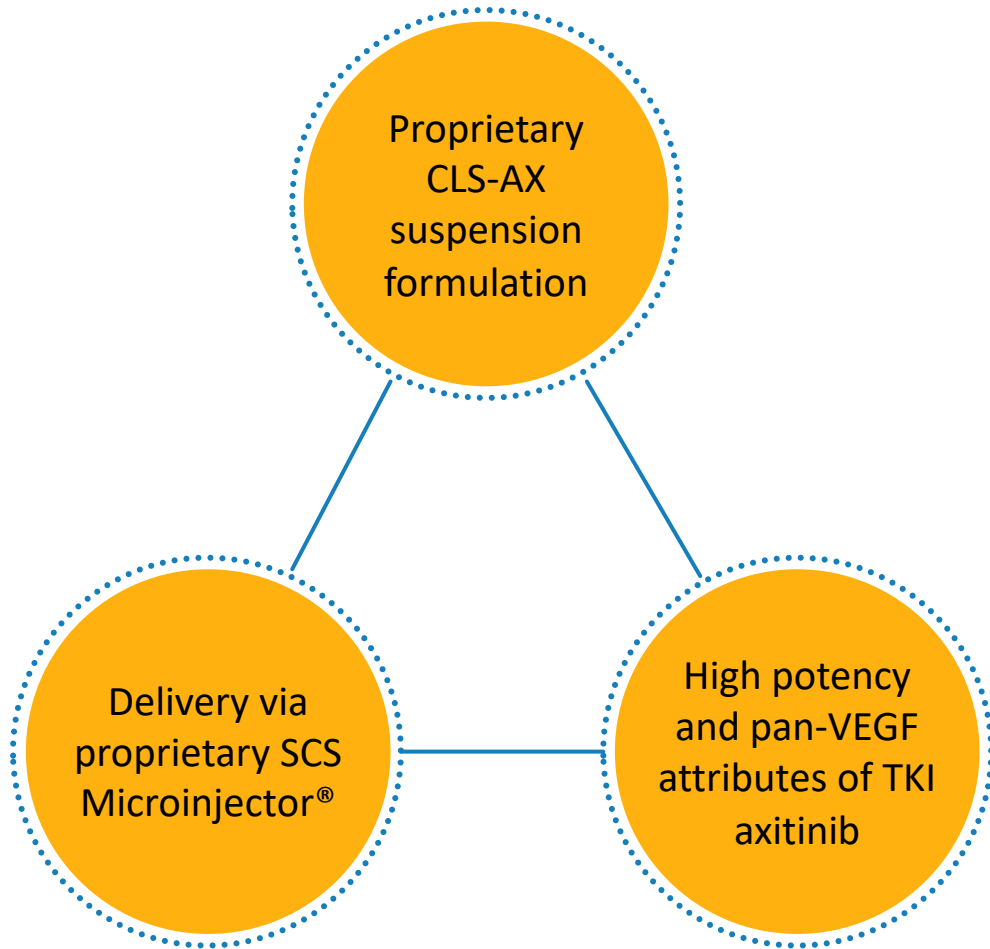 Proprietary
CLS-AX
suspension
formulation
Delivery via
proprietary SCS
Microinjector®
High potency
and pan-VEGF
attributes of TKI
axitinib